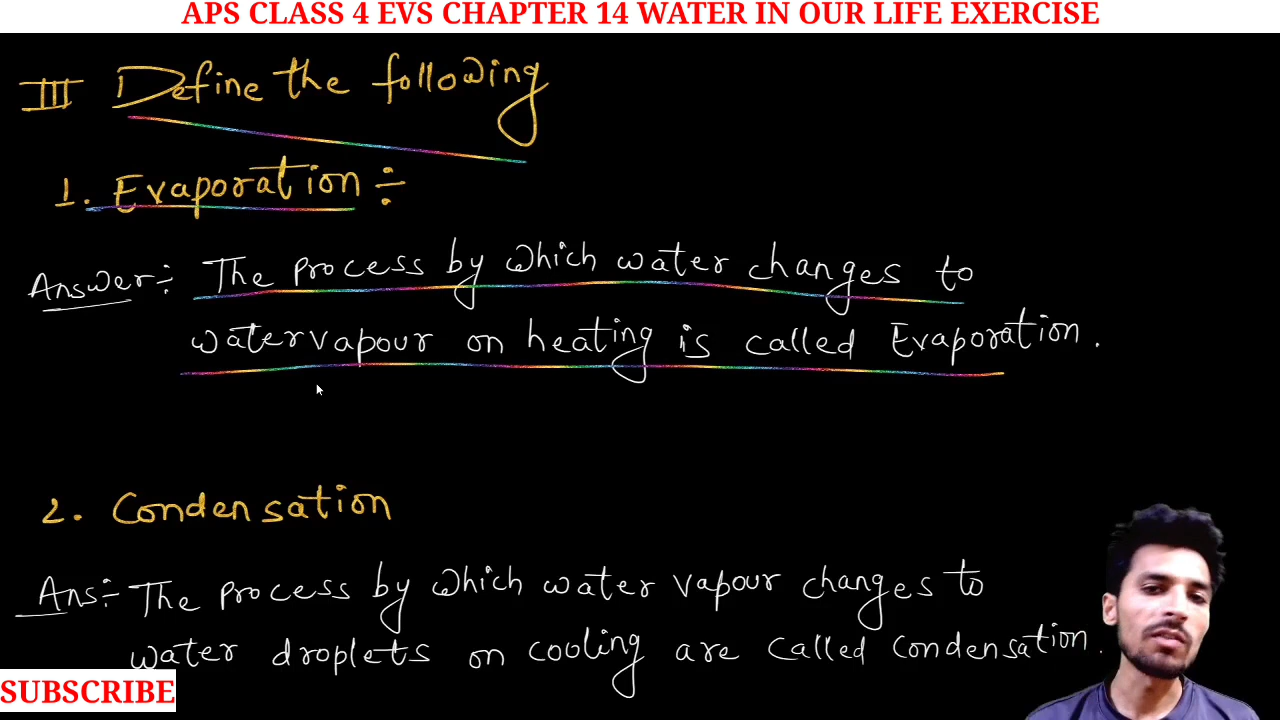 APS CLASS 4 EVS CHAPTER 14 WATER IN OUR LIFE EXERCISE
III Define the following
1. Evaporation ÷
Answer ÷ The process by which water changes to
watervapour on heating is called Evaporation.
2. Condensation
Ans ÷ The process by which water vapour changes to
water droplets on cooling are called condensation.
SUBSCRIBE